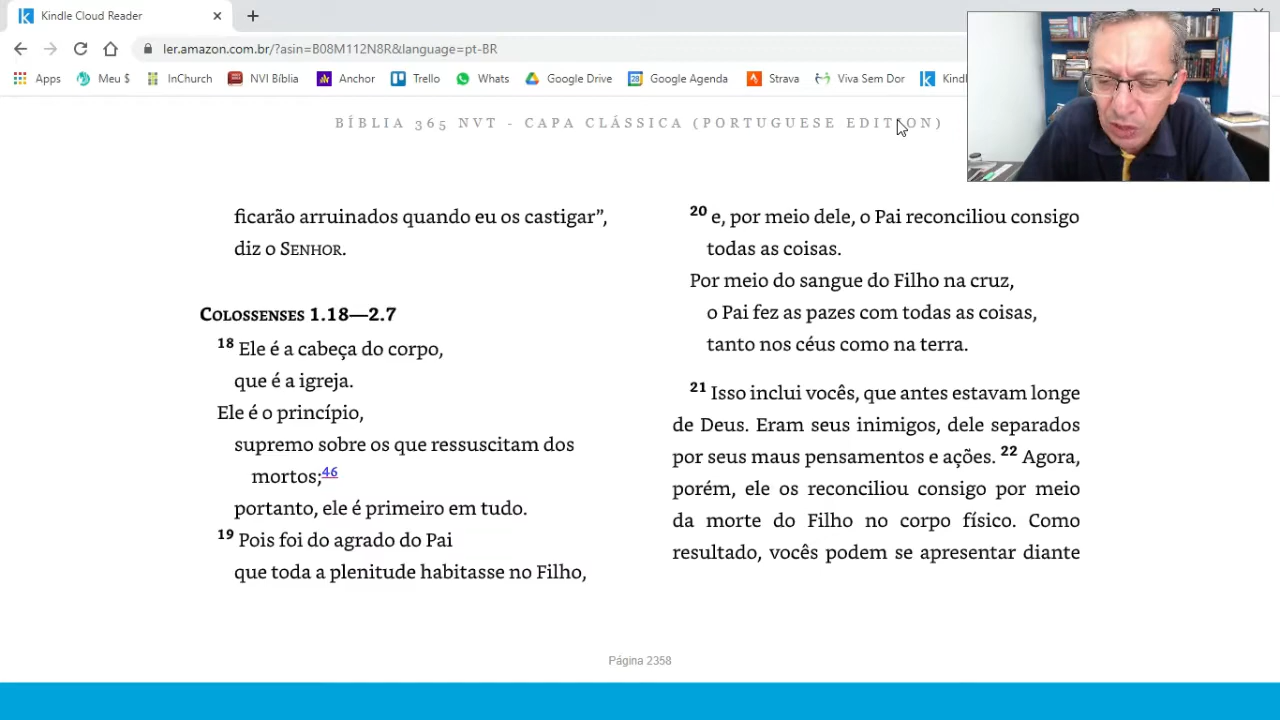 Kindle Cloud Reader
ler.amazon.com.br/?asin=B08M112N8R&language=pt-BR
Apps Meu $ InChurch NVI Bíblia Anchor Trello Whats Google Drive Google Agenda Strava Viva Sem Dor Kindl
BÍBLIA 365 NVT - CAPA CLÁSSICA (PORTUGUESE EDITION)
ficarão arruinados quando eu os castigar”,
diz o SENHOR.
COLOSSENSES 1.18—2.7
18 Ele é a cabeça do corpo,
que é a igreja.
Ele é o princípio,
supremo sobre os que ressuscitam dos
mortos;46
portanto, ele é primeiro em tudo.
19 Pois foi do agrado do Pai
que toda a plenitude habitasse no Filho,
20 e, por meio dele, o Pai reconciliou consigo
todas as coisas.
Por meio do sangue do Filho na cruz,
o Pai fez as pazes com todas as coisas,
tanto nos céus como na terra.
21 Isso inclui vocês, que antes estavam longe
de Deus. Eram seus inimigos, dele separados
por seus maus pensamentos e ações. 22 Agora,
porém, ele os reconciliou consigo por meio
da morte do Filho no corpo físico. Como
resultado, vocês podem se apresentar diante
Página 2358